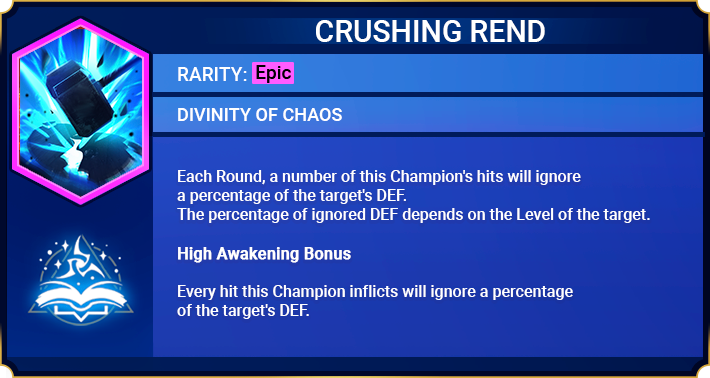 CRUSHING REND
RARITY: Epic
DIVINITY OF CHAOS
Each Round, a number of this Champion's hits will ignore
a percentage of the target's DEF.
The percentage of ignored DEF depends on the Level of the target.
High Awakening Bonus
Every hit this Champion inflicts will ignore a percentage
of the target's DEF.